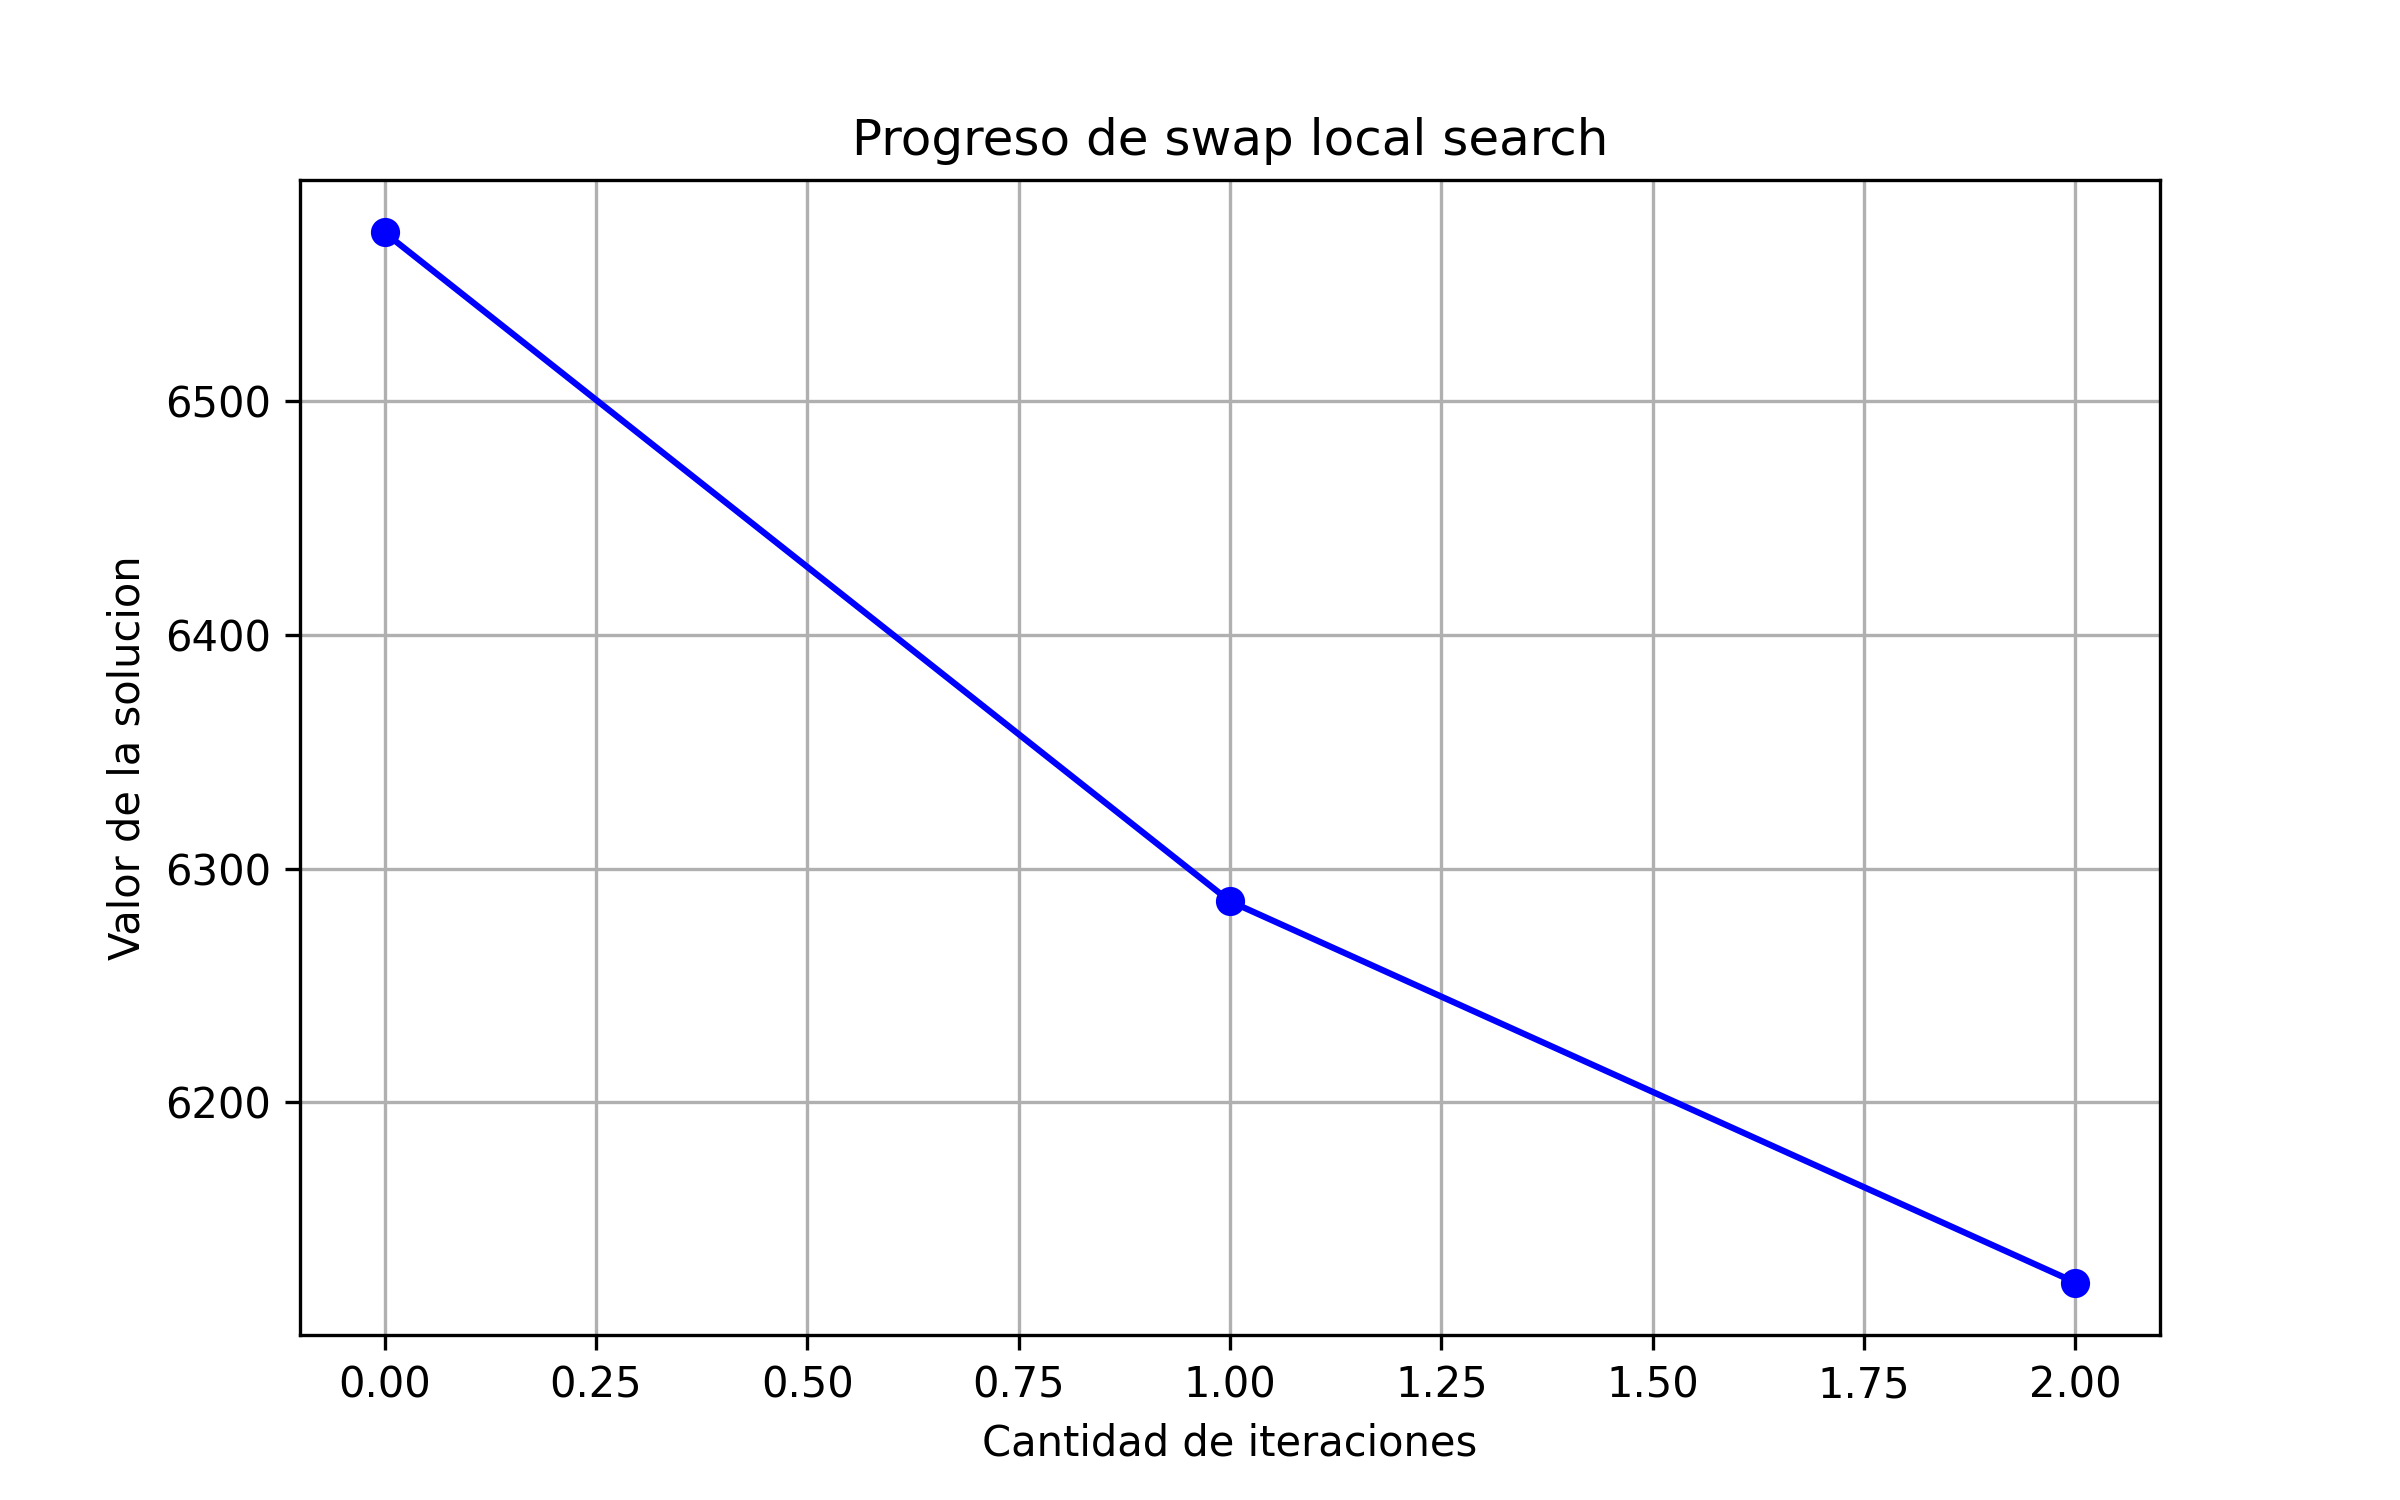 Progreso de swap local search
Valor de la solucion
6500
6400
6300
6200
0.00 0.25 0.50 0.75 1.00 1.25 1.50 1.75 2.00
Cantidad de iteraciones